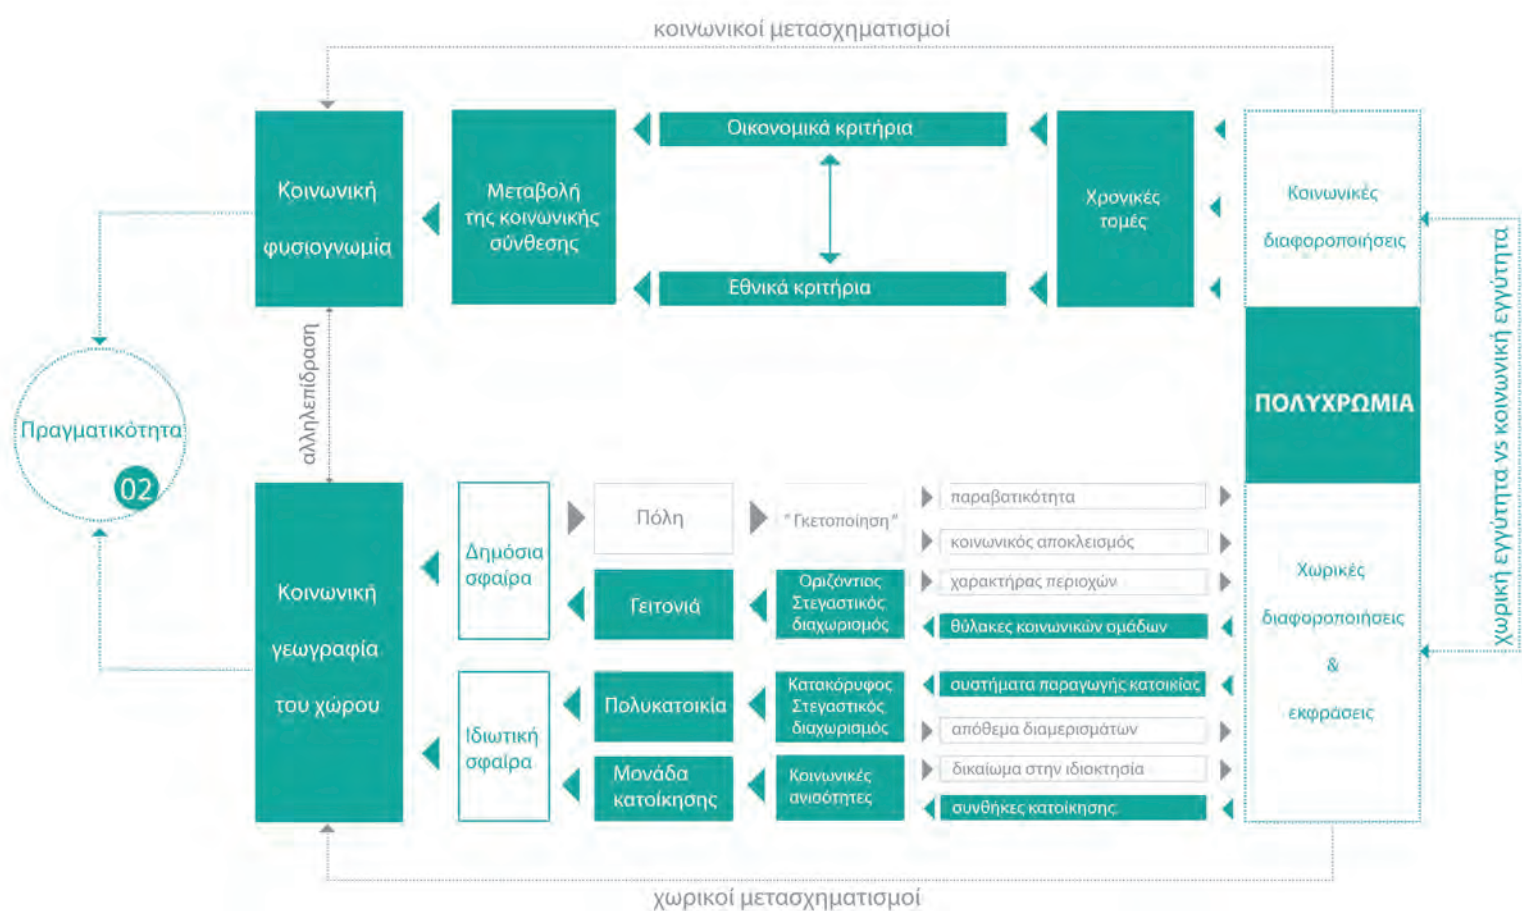 κοινωνικοί μετασχηματισμοί
Κοινωνική
φυσιογνωμία
Μεταβολή
της κοινωνικής
σύνθεσης
Οικονομικά κριτήρια
Εθνικά κριτήρια
Χρονικές
τομές
Κοινωνικές
διαφοροποιήσεις
ΠΟΛΥΧΡΩΜΙΑ
χωρική εγγύτητα vs κοινωνική εγγύτητα
αλληλεπίδραση
Πραγματικότητα
02
Κοινωνική
γεωγραφία
του χώρου
Δημόσια
σφαίρα
Πόλη
" Γκετοποίηση "
παραβατικότητα
κοινωνικός αποκλεισμός
Γειτονιά
Οριζόντιος
Στεγαστικός
διαχωρισμός
χαρακτήρας περιοχών
θύλακες κοινωνικών ομάδων
Χωρικές
διαφοροποιήσεις
&
εκφράσεις
Ιδιωτική
σφαίρα
Πολυκατοικία
Κατακόρυφος
Στεγαστικός
διαχωρισμός
συστήματα παραγωγής κατοικίας
απόθεμα διαμερισμάτων
Μονάδα
κατοίκησης
Κοινωνικές
ανισότητες
δικαίωμα στην ιδιοκτησία
συνθήκες κατοίκησης
χωρικοί μετασχηματισμοί